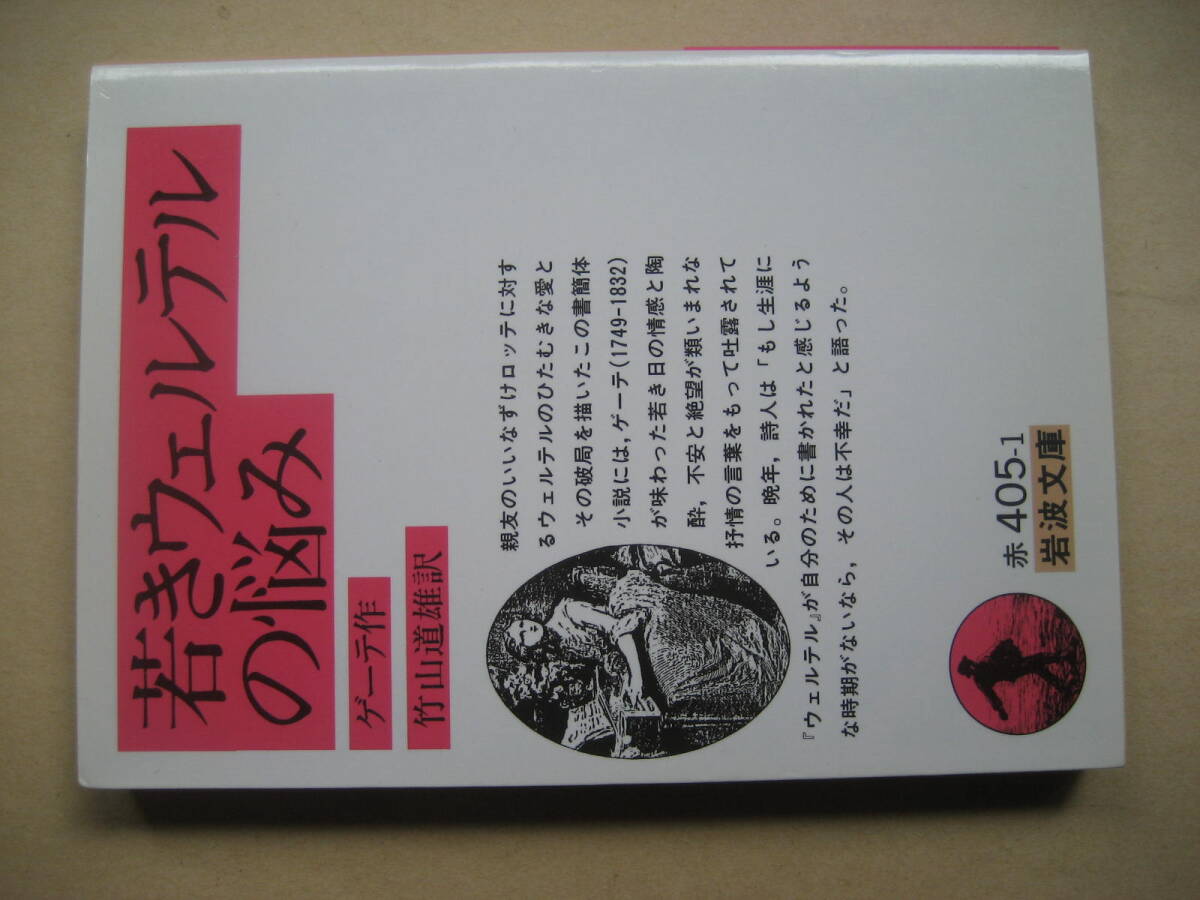 若きウェルテル
の悩み
ゲーテ作
竹山道雄訳
親友のいいなずけロッテに対す
るウェルテルのひたむきな愛と
その破局を描いたこの書簡体
小説には，ゲーテ(1749-1832)
が味わった若き日の情感と陶
酔，不安と絶望が類いまれな
抒情の言葉をもって吐露されて
いる。晩年，詩人は「もし生涯に
『ウェルテル』が自分のために書かれたと感じるよう
な時期がないなら，その人は不幸だ」と語った。
赤 405-1
岩波文庫